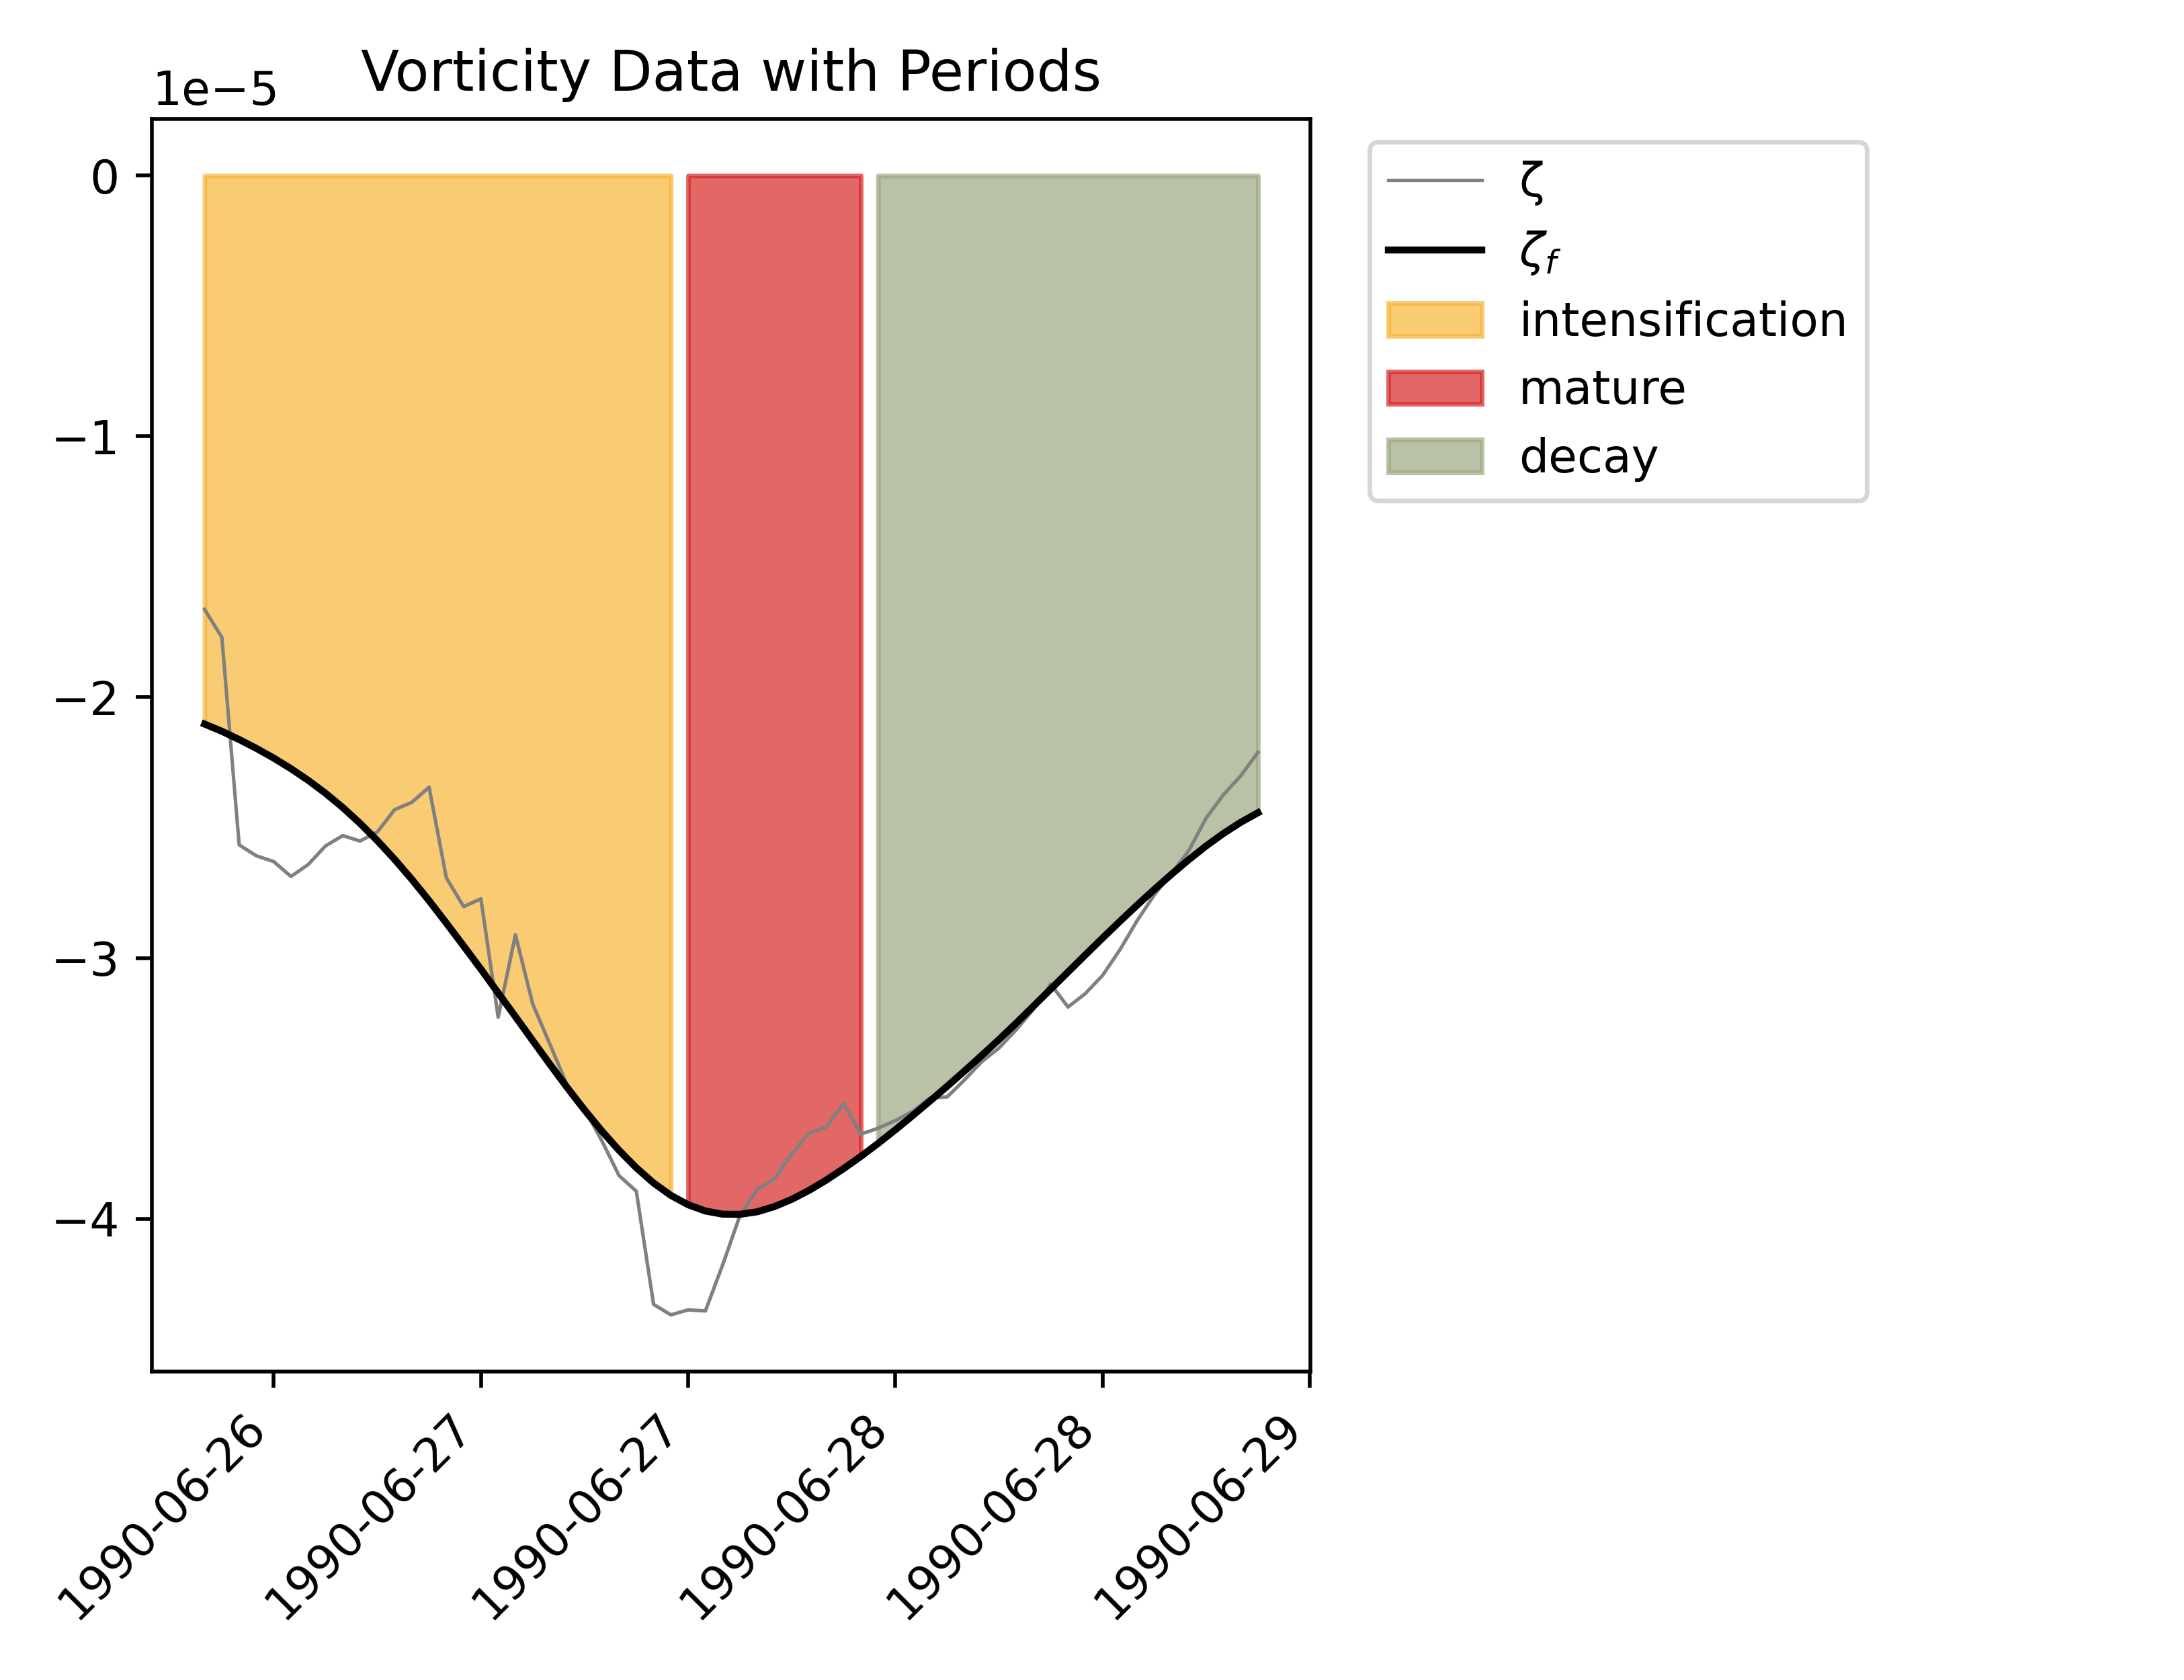 Vorticity Data with Periods
1e−5
0
−1
−2
−3
−4
1990-06-26
1990-06-27
1990-06-27
1990-06-28
1990-06-28
1990-06-29
ζ
ζf
intensification
mature
decay